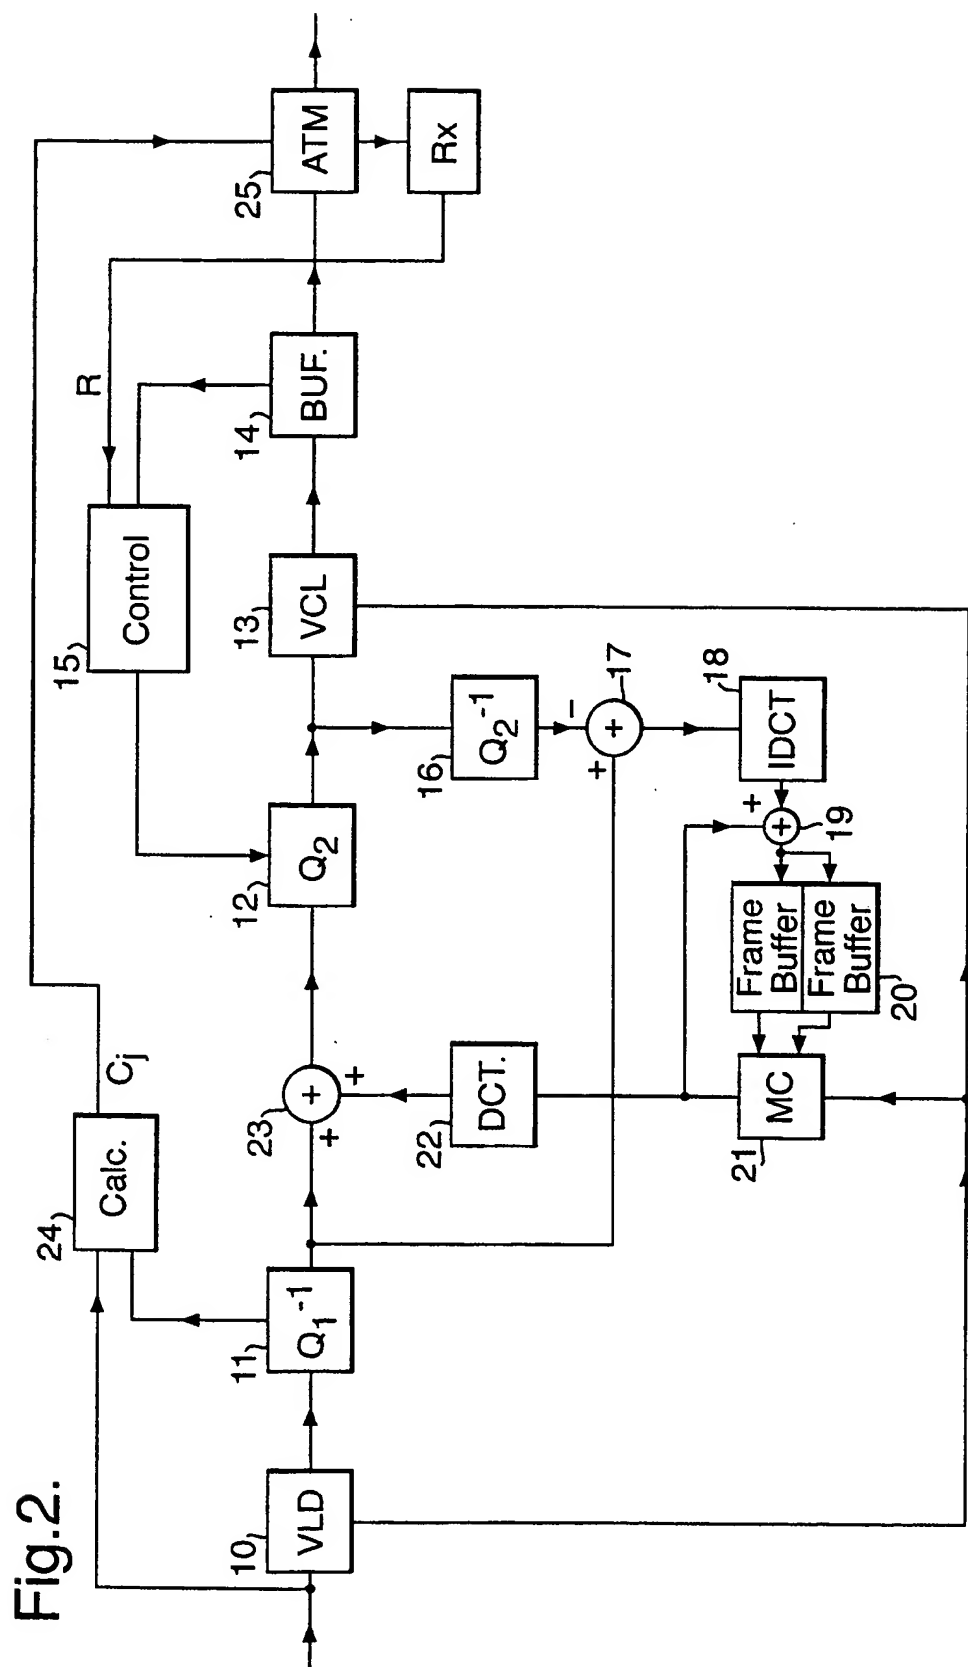 Fig.2.
24
Calc.
Cj
15
Control
R
10
VLD
11
Q1-1
23
+
+
+
12
Q2
13
VCL
14
BUF.
25
ATM
Rx
22
DCT.
16
Q2-1
−
+
+
17
21
MC
Frame
Buffer
Frame
Buffer
20
+
+
19
18
IDCT